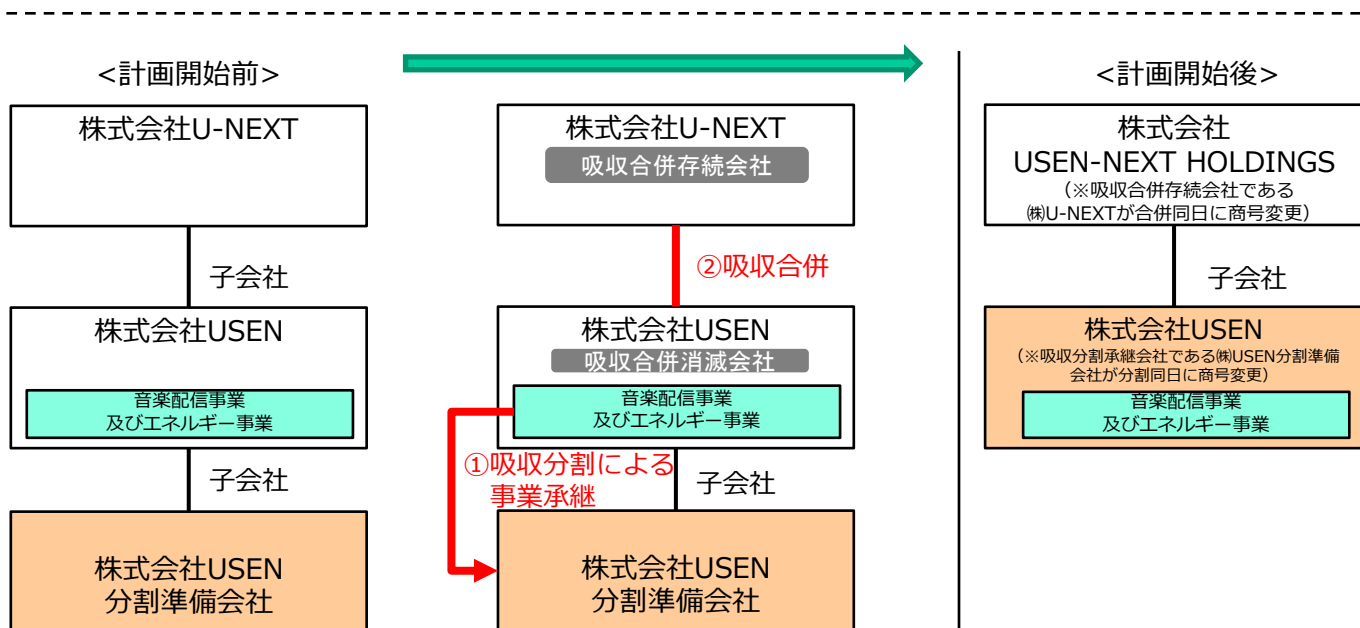 <計画開始前>
株式会社U-NEXT
子会社
株式会社USEN
音楽配信事業
及びエネルギー事業
子会社
株式会社USEN
分割準備会社
株式会社U-NEXT
吸収合併存続会社
②吸収合併
株式会社USEN
吸収合併消滅会社
音楽配信事業
及びエネルギー事業
①吸収分割による
事業承継
子会社
株式会社USEN
分割準備会社
<計画開始後>
株式会社
USEN-NEXT HOLDINGS
（※吸収合併存続会社である
㈱U-NEXTが合併同日に商号変更）
子会社
株式会社USEN
（※吸収分割承継会社である㈱USEN分割準備
会社が分割同日に商号変更）
音楽配信事業
及びエネルギー事業